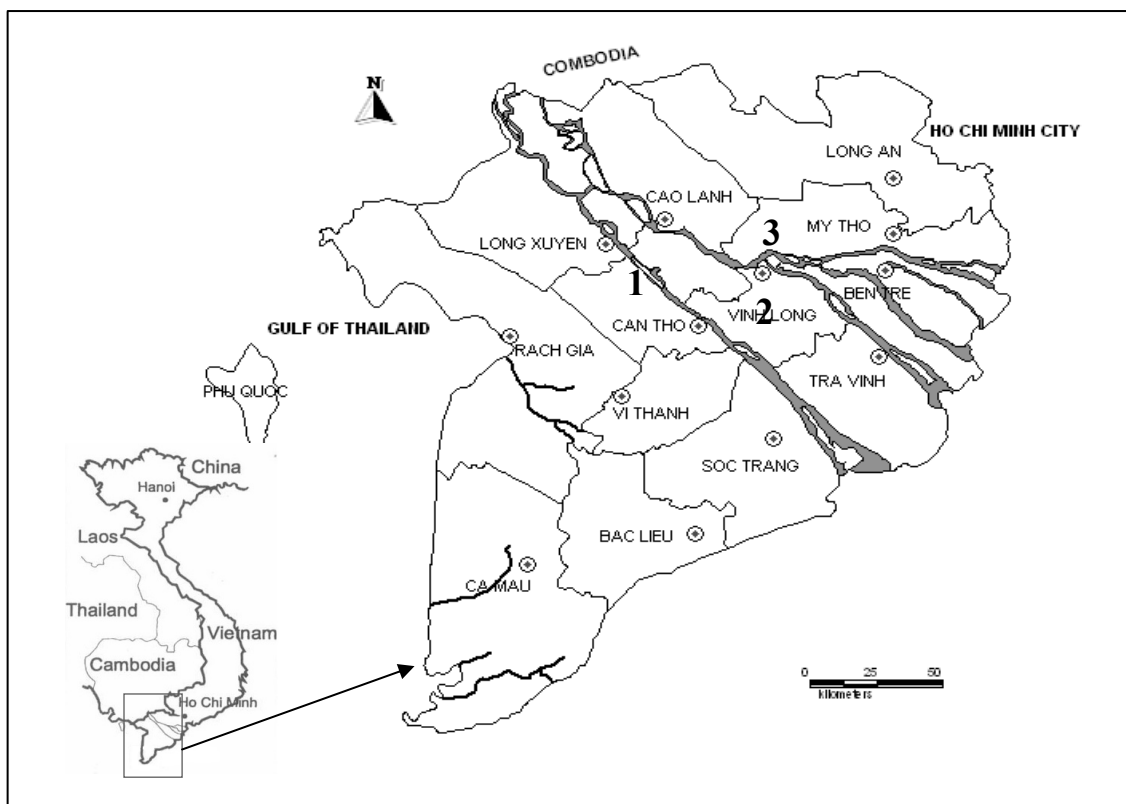 COMBODIA
N
HO CHI MINH CITY
LONG AN
CAO LANH
MY THO
3
LONG XUYEN
1
BEN TRE
2
VINH LONG
GULF OF THAILAND
CAN THO
RACH GIA
TRA VINH
PHU QUOC
VI THANH
SOC TRANG
BAC LIEU
CA MAU
China
Hanoi
Laos
Thailand
Vietnam
Cambodia
Ho Chi Minh
0 25 50
kilometers